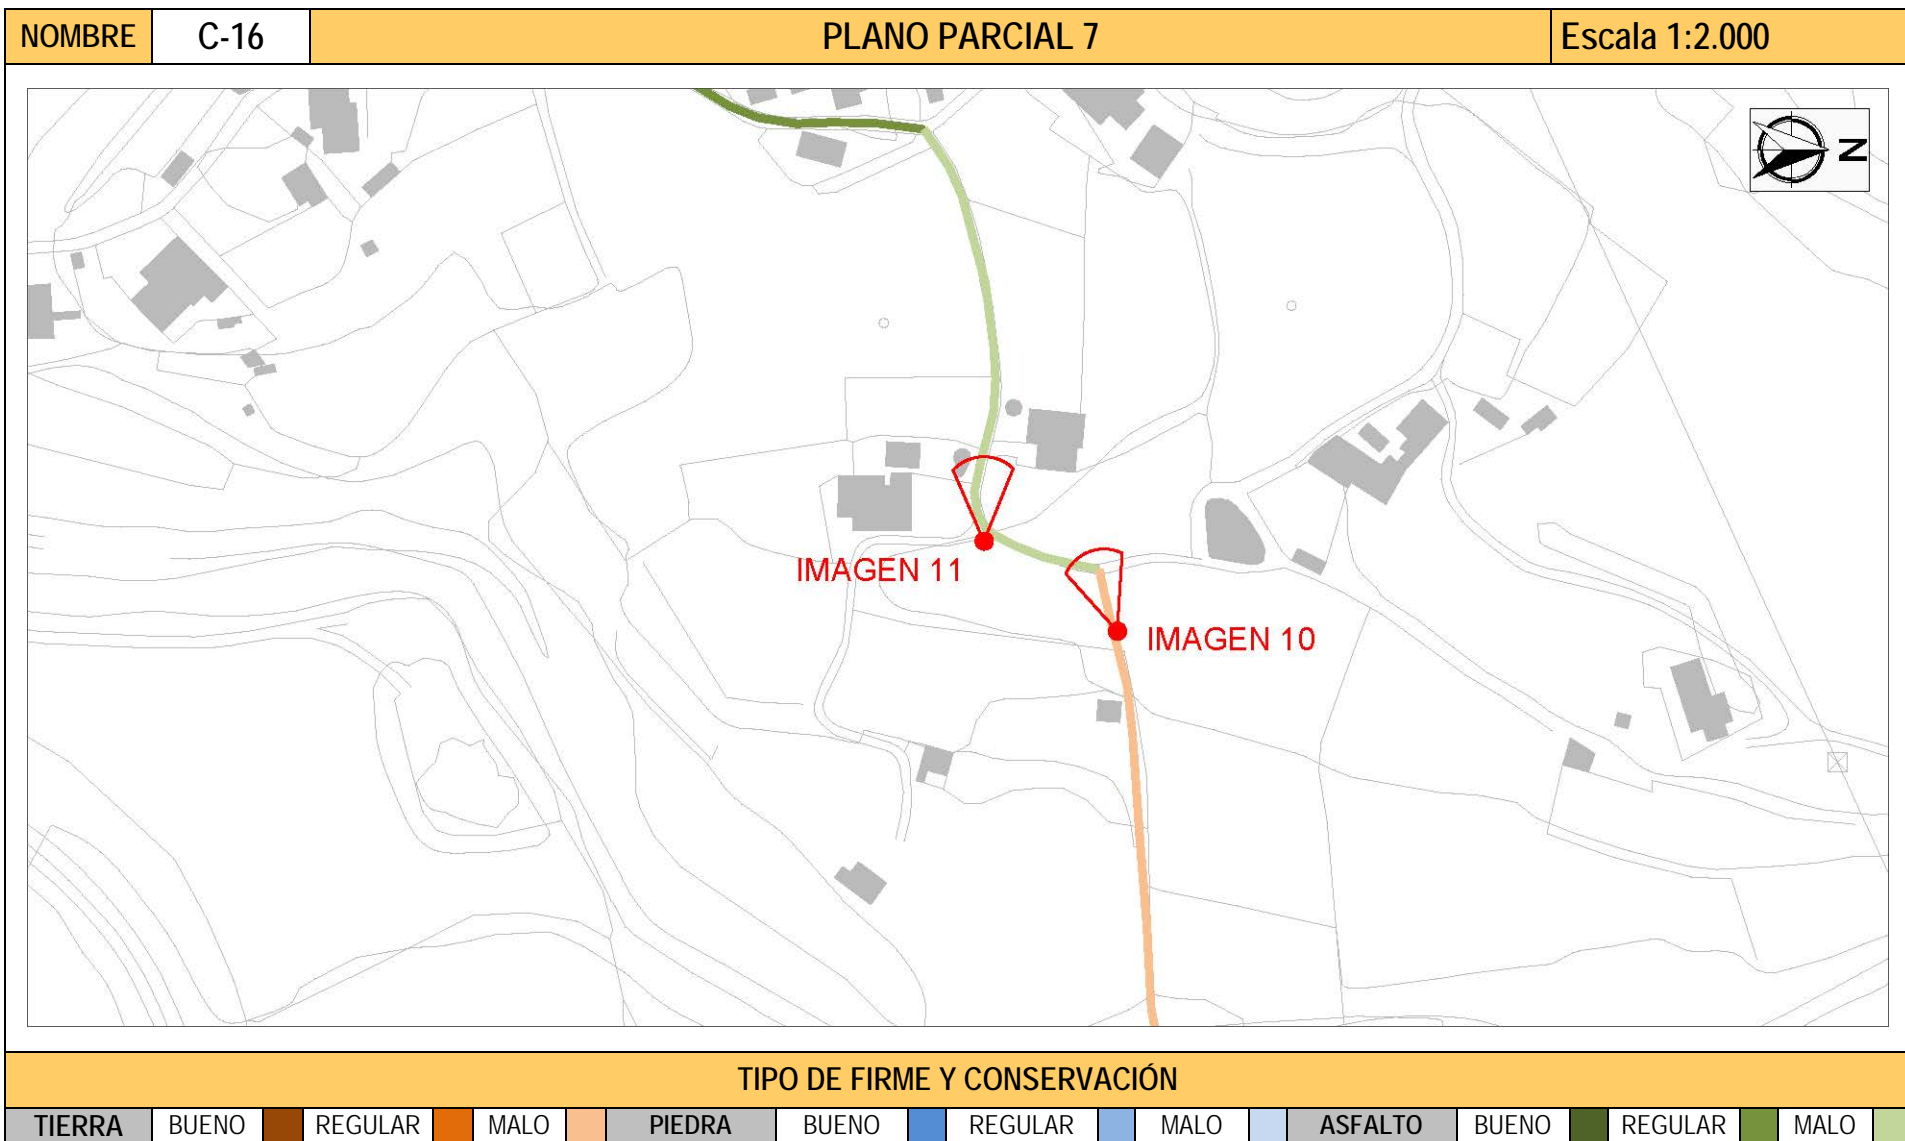 NOMBRE C-16 PLANO PARCIAL 7 Escala 1:2.000
N
IMAGEN 11
IMAGEN 10
TIPO DE FIRME Y CONSERVACIÓN
TIERRA BUENO REGULAR MALO PIEDRA BUENO REGULAR MALO ASFALTO BUENO REGULAR MALO